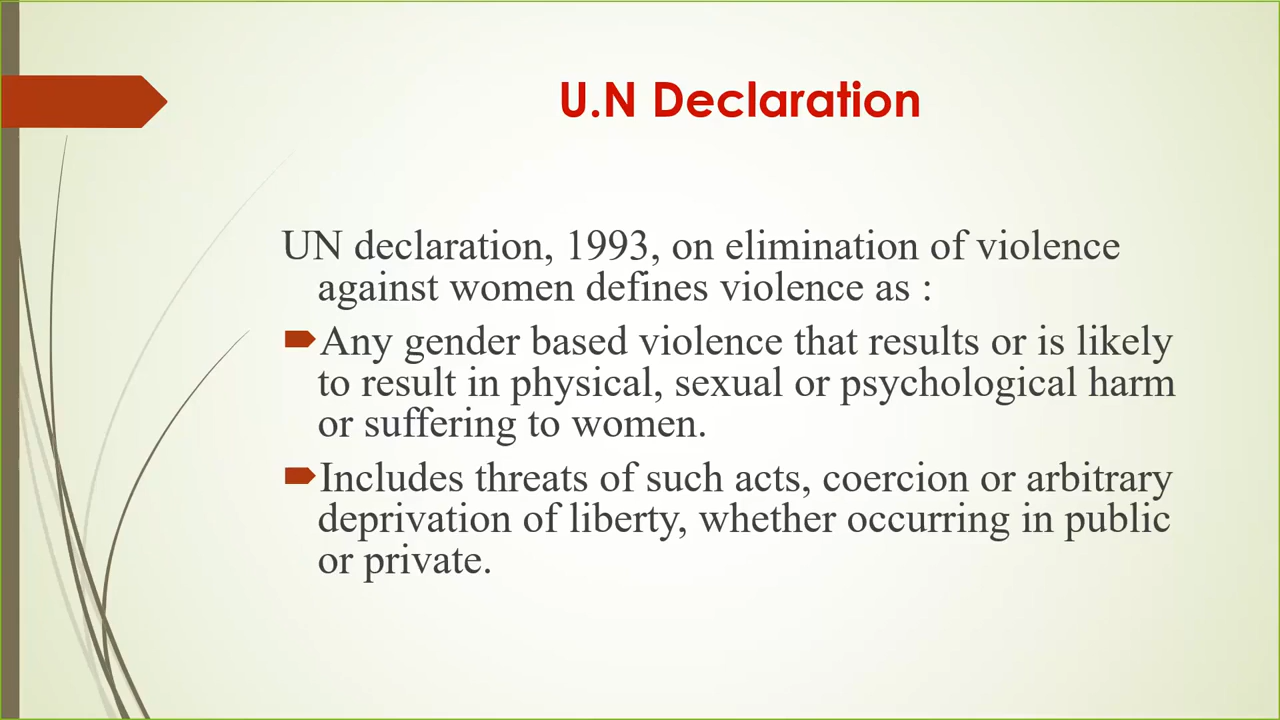 U.N Declaration
UN declaration, 1993, on elimination of violence
against women defines violence as :
Any gender based violence that results or is likely
to result in physical, sexual or psychological harm
or suffering to women.
Includes threats of such acts, coercion or arbitrary
deprivation of liberty, whether occurring in public
or private.